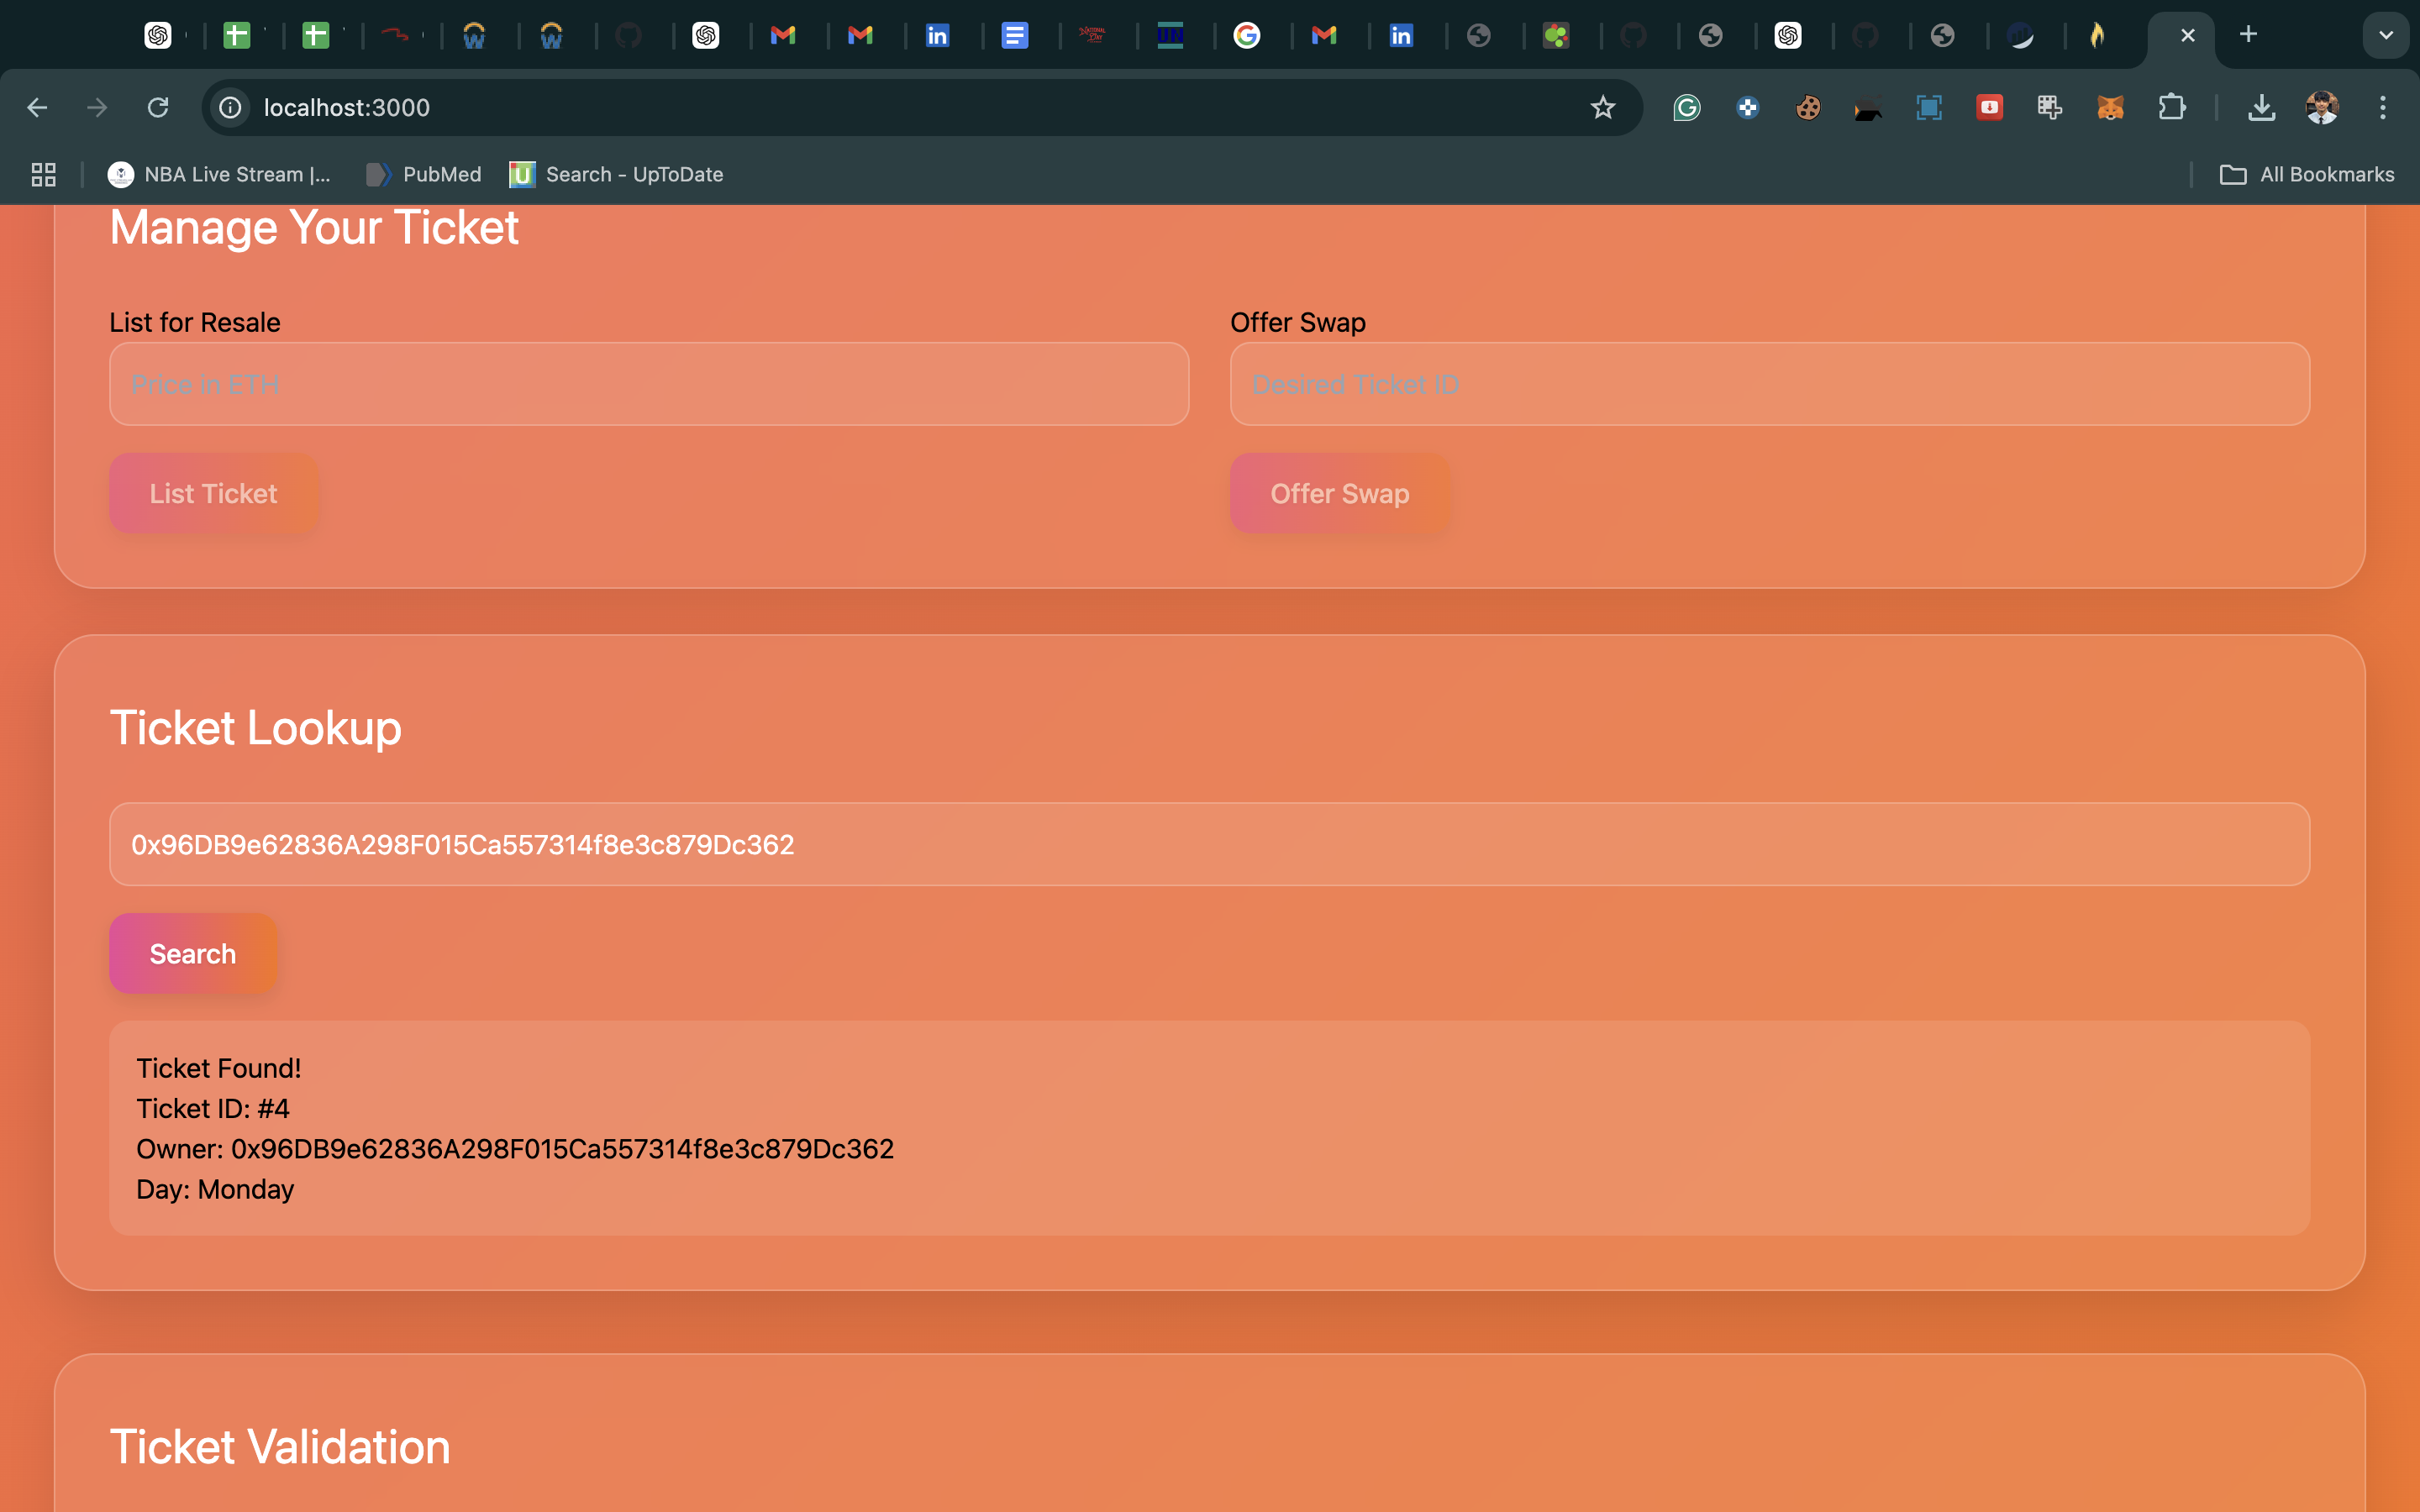 localhost:3000
NBA Live Stream |...
PubMed
Search - UpToDate
All Bookmarks
Manage Your Ticket
List for Resale
Offer Swap
Price in ETH
Desired Ticket ID
List Ticket
Offer Swap
Ticket Lookup
0x96DB9e62836A298F015Ca557314f8e3c879Dc362
Search
Ticket Found!
Ticket ID: #4
Owner: 0x96DB9e62836A298F015Ca557314f8e3c879Dc362
Day: Monday
Ticket Validation